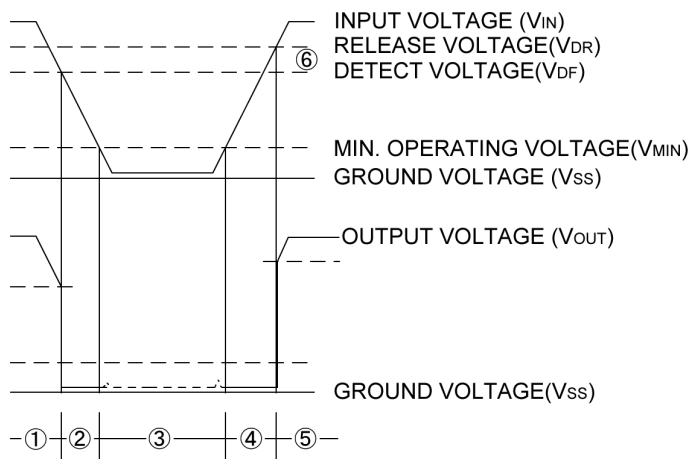 INPUT VOLTAGE (VIN)
RELEASE VOLTAGE(VDR)
⑥
DETECT VOLTAGE(VDF)
MIN. OPERATING VOLTAGE(VMIN)
GROUND VOLTAGE (VSS)
OUTPUT VOLTAGE (VOUT)
GROUND VOLTAGE(VSS)
① ② ③ ④ ⑤